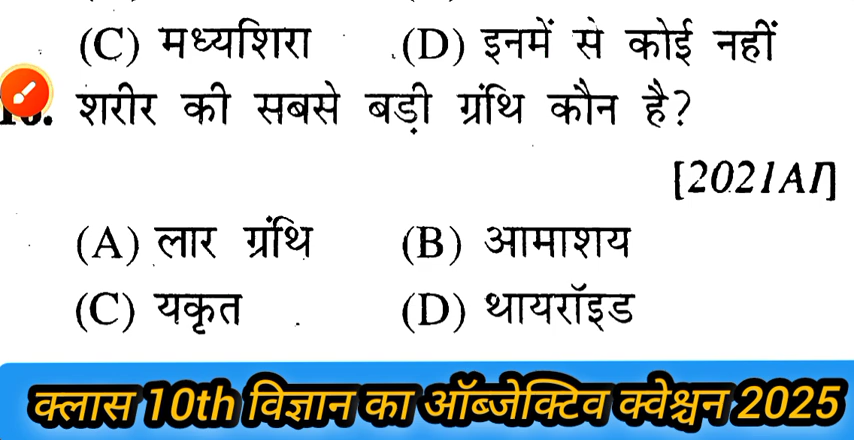 (C) मध्यशिरा (D) इनमें से कोई नहीं
शरीर की सबसे बड़ी ग्रंथि कौन है?
[2021AI]
(A) लार ग्रंथि (B) आमाशय
(C) यकृत (D) थायरॉइड
क्लास 10th विज्ञान का ऑब्जेक्टिव क्वेश्चन 2025